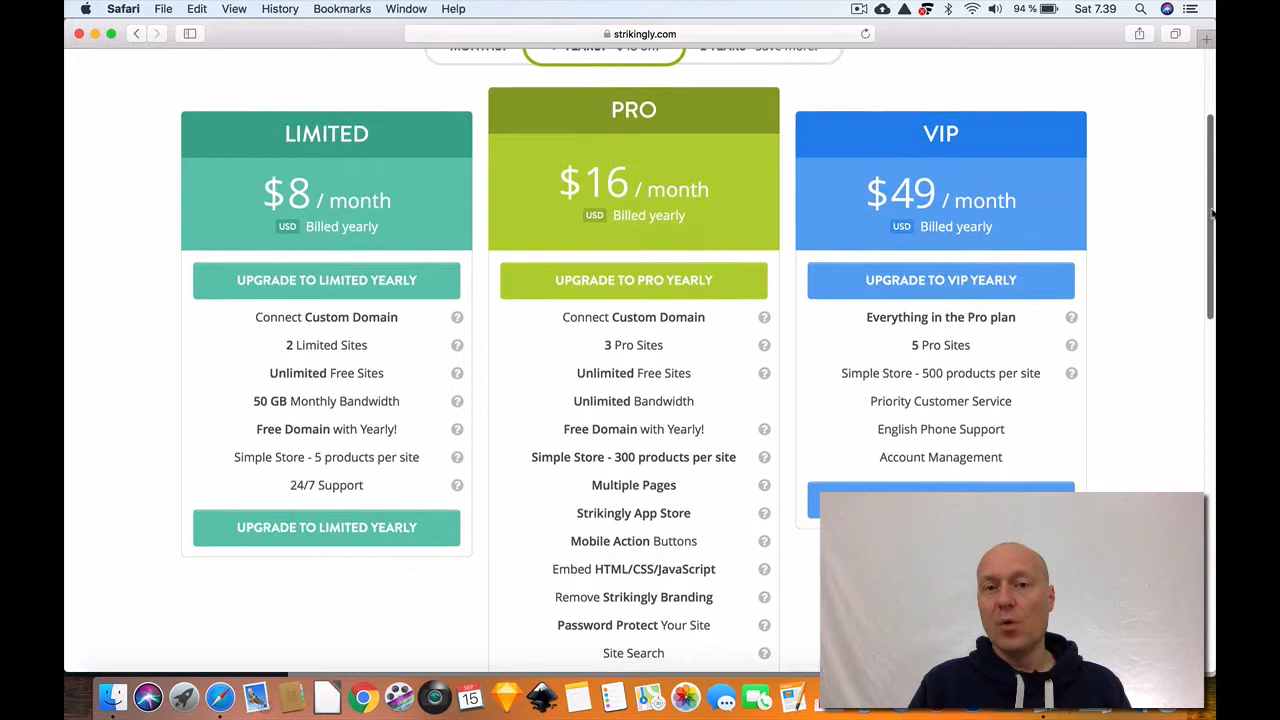 Safari File Edit View History Bookmarks Window Help 94 % Sat 7.39
strikingly.com
LIMITED
$8 / month
USD Billed yearly
UPGRADE TO LIMITED YEARLY
Connect Custom Domain
2 Limited Sites
Unlimited Free Sites
50 GB Monthly Bandwidth
Free Domain with Yearly!
Simple Store - 5 products per site
24/7 Support
UPGRADE TO LIMITED YEARLY
PRO
$16 / month
USD Billed yearly
UPGRADE TO PRO YEARLY
Connect Custom Domain
3 Pro Sites
Unlimited Free Sites
Unlimited Bandwidth
Free Domain with Yearly!
Simple Store - 300 products per site
Multiple Pages
Strikingly App Store
Mobile Action Buttons
Embed HTML/CSS/JavaScript
Remove Strikingly Branding
Password Protect Your Site
Site Search
VIP
$49 / month
USD Billed yearly
UPGRADE TO VIP YEARLY
Everything in the Pro plan
5 Pro Sites
Simple Store - 500 products per site
Priority Customer Service
English Phone Support
Account Management
SEP
15